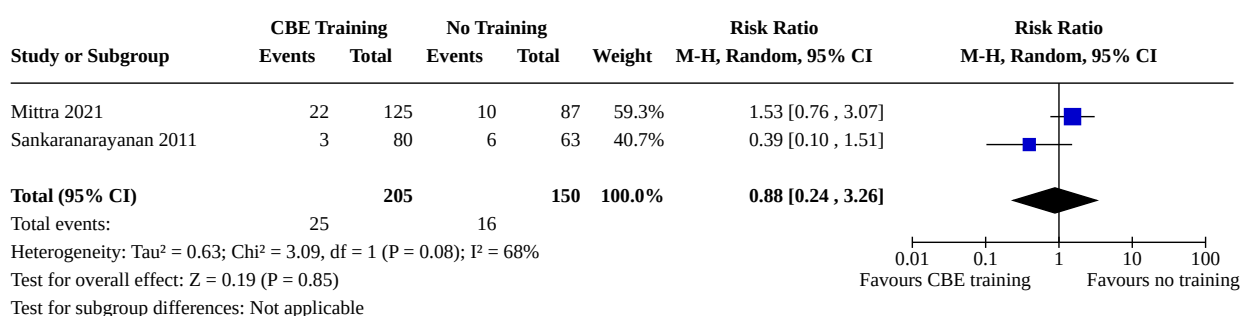 CBE Training No Training Risk Ratio Risk Ratio
Study or Subgroup Events Total Events Total Weight M-H, Random, 95% CI M-H, Random, 95% CI
Mittra 2021 22 125 10 87 59.3% 1.53 [0.76 , 3.07]
Sankaranarayanan 2011 3 80 6 63 40.7% 0.39 [0.10 , 1.51]
Total (95% CI) 205 150 100.0% 0.88 [0.24 , 3.26]
Total events: 25 16
Heterogeneity: Tau² = 0.63; Chi² = 3.09, df = 1 (P = 0.08); I² = 68%
0.01 0.1 1 10 100
Test for overall effect: Z = 0.19 (P = 0.85) Favours CBE training Favours no training
Test for subgroup differences: Not applicable